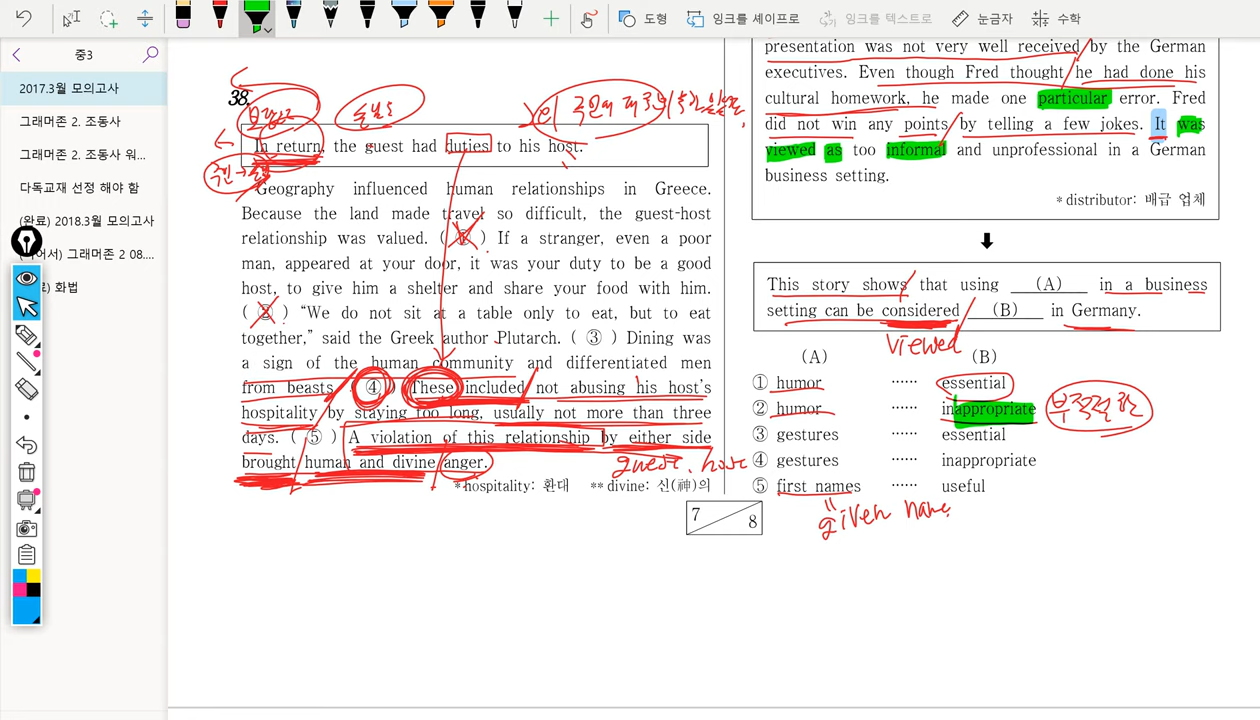 도형
잉크를 셰이프로
잉크를 텍스트로
눈금자
수학
중3
2017.3월 모의고사
그래머존 2. 조동사
그래머존 2. 조동사 워...
다독교재 선정 해야 함
(완료) 2018.3월 모의고사
어서) 그래머존 2 08....
) 화법
38.
손님도
In return, the guest had duties to his host.
Geography influenced human relationships in Greece.
Because the land made travel so difficult, the guest-host
relationship was valued. ( ① ) If a stranger, even a poor
man, appeared at your door, it was your duty to be a good
host, to give him a shelter and share your food with him.
( ② ) “We do not sit at a table only to eat, but to eat
together,” said the Greek author Plutarch. ( ③ ) Dining was
a sign of the human community and differentiated men
from beasts. ( ④ ) These included not abusing his host's
hospitality by staying too long, usually not more than three
days. ( ⑤ ) A violation of this relationship by either side
brought human and divine anger.
guest, host
* hospitality: 환대 ** divine: 신(神)의
7
8
presentation was not very well received by the German
executives. Even though Fred thought he had done his
cultural homework, he made one particular error. Fred
did not win any points by telling a few jokes. It was
viewed as too informal and unprofessional in a German
business setting.
* distributor: 배급 업체
This story shows that using (A) in a business
setting can be considered (B) in Germany.
viewed
(A) (B)
① humor ...... essential
② humor ...... inappropriate 부적절한
③ gestures ...... essential
④ gestures ...... inappropriate
⑤ first names ...... useful
given name